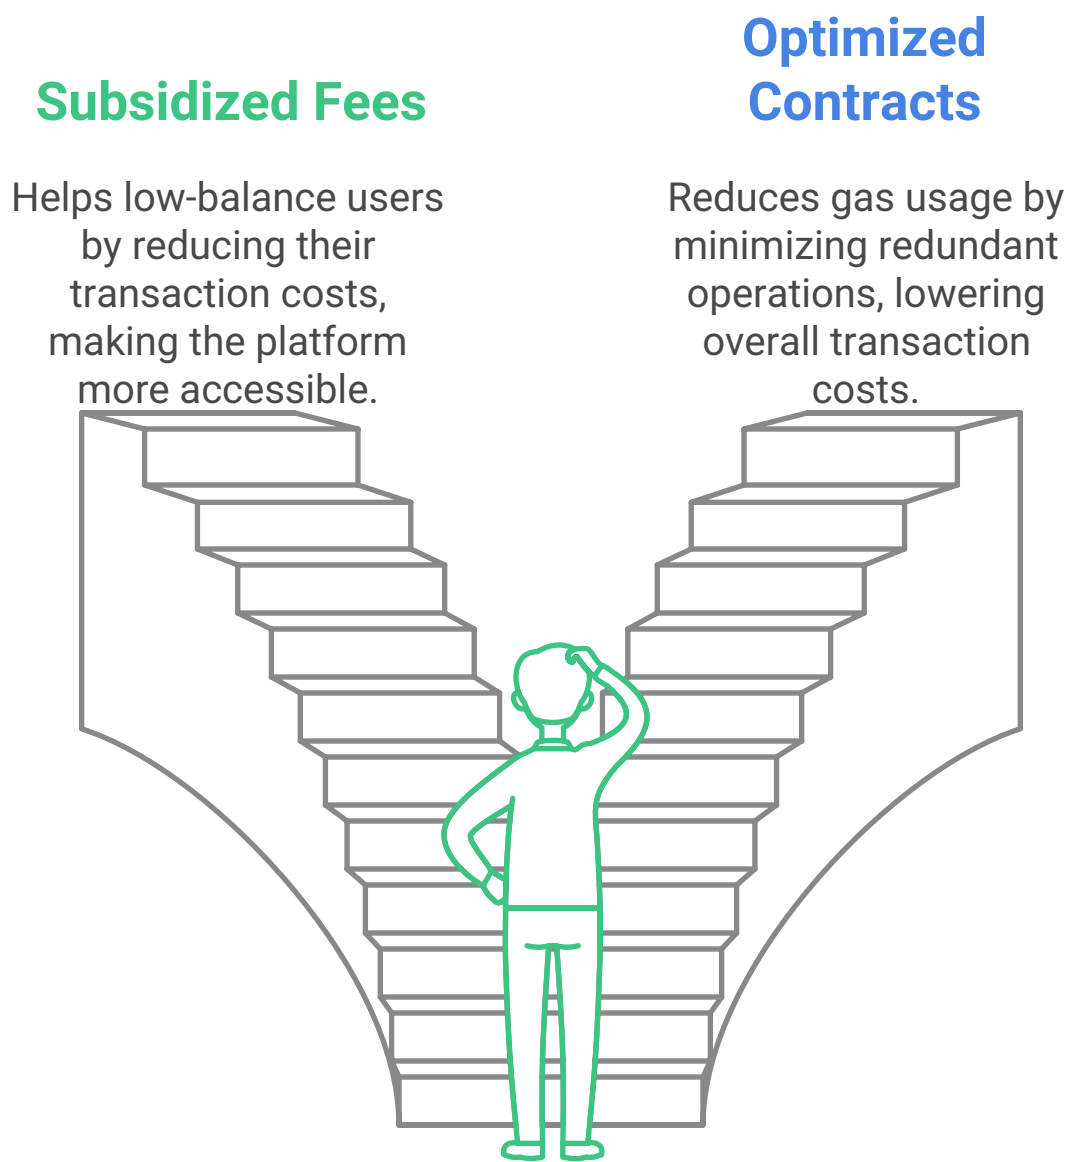 Subsidized Fees
Helps low-balance users
by reducing their
transaction costs,
making the platform
more accessible.
Optimized
Contracts
Reduces gas usage by
minimizing redundant
operations, lowering
overall transaction
costs.